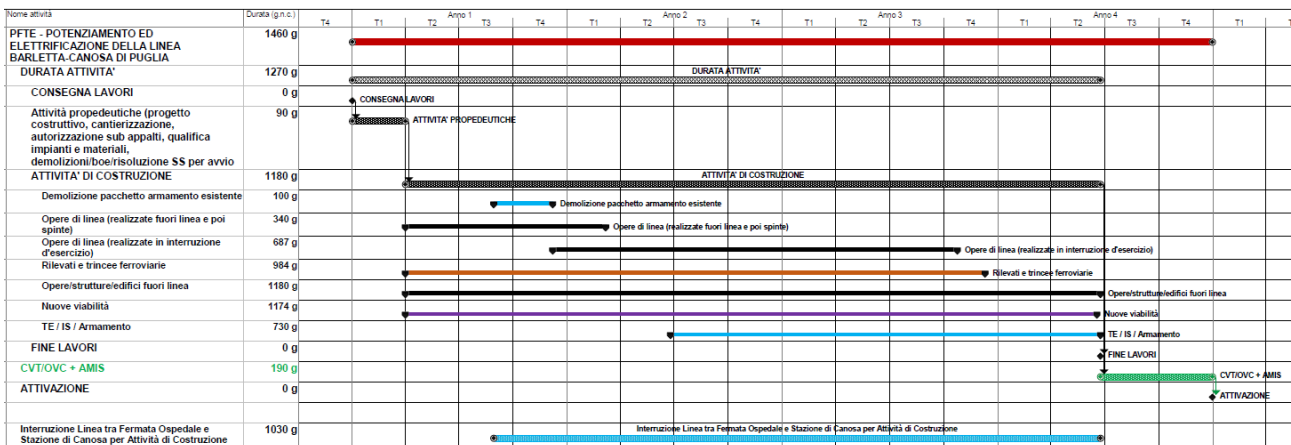 Nome attività Durata (g.n.c.) Anno 1 Anno 2 Anno 3 Anno 4
T4 T1 T2 T3 T4 T1 T2 T3 T4 T1 T2 T3 T4 T1 T2 T3 T4 T1
PFTE - POTENZIAMENTO ED 1460 g
ELETTRIFICAZIONE DELLA LINEA
BARLETTA-CANOSA DI PUGLIA
DURATA ATTIVITA' 1270 g DURATA ATTIVITA'
CONSEGNA LAVORI 0 g CONSEGNA LAVORI
Attività propedeutiche (progetto 90 g ATTIVITA' PROPEDEUTICHE
costruttivo, cantierizzazione,
autorizzazione sub appalti, qualifica
impianti e materiali,
demolizioni/boe/risoluzione SS per avvio
ATTIVITA' DI COSTRUZIONE 1180 g ATTIVITA' DI COSTRUZIONE
Demolizione pacchetto armamento esistente 100 g Demolizione pacchetto armamento esistente
Opere di linea (realizzate fuori linea e poi 340 g Opere di linea (realizzate fuori linea e poi spinte)
spinte)
Opere di linea (realizzate in interruzione 687 g Opere di linea (realizzate in interruzione d'esercizio)
d'esercizio)
Rilevati e trincee ferroviarie 984 g Rilevati e trincee ferroviarie
Opere/strutture/edifici fuori linea 1180 g Opere/strutture/edifici fuori linea
Nuove viabilità 1174 g Nuove viabilità
TE / IS / Armamento 730 g TE / IS / Armamento
FINE LAVORI 0 g FINE LAVORI
CVT/OVC + AMIS 190 g CVT/OVC + AMIS
ATTIVAZIONE 0 g ATTIVAZIONE
Interruzione Linea tra Fermata Ospedale e 1030 g Interruzione Linea tra Fermata Ospedale e Stazione di Canosa per Attività di Costruzione
Stazione di Canosa per Attività di Costruzione